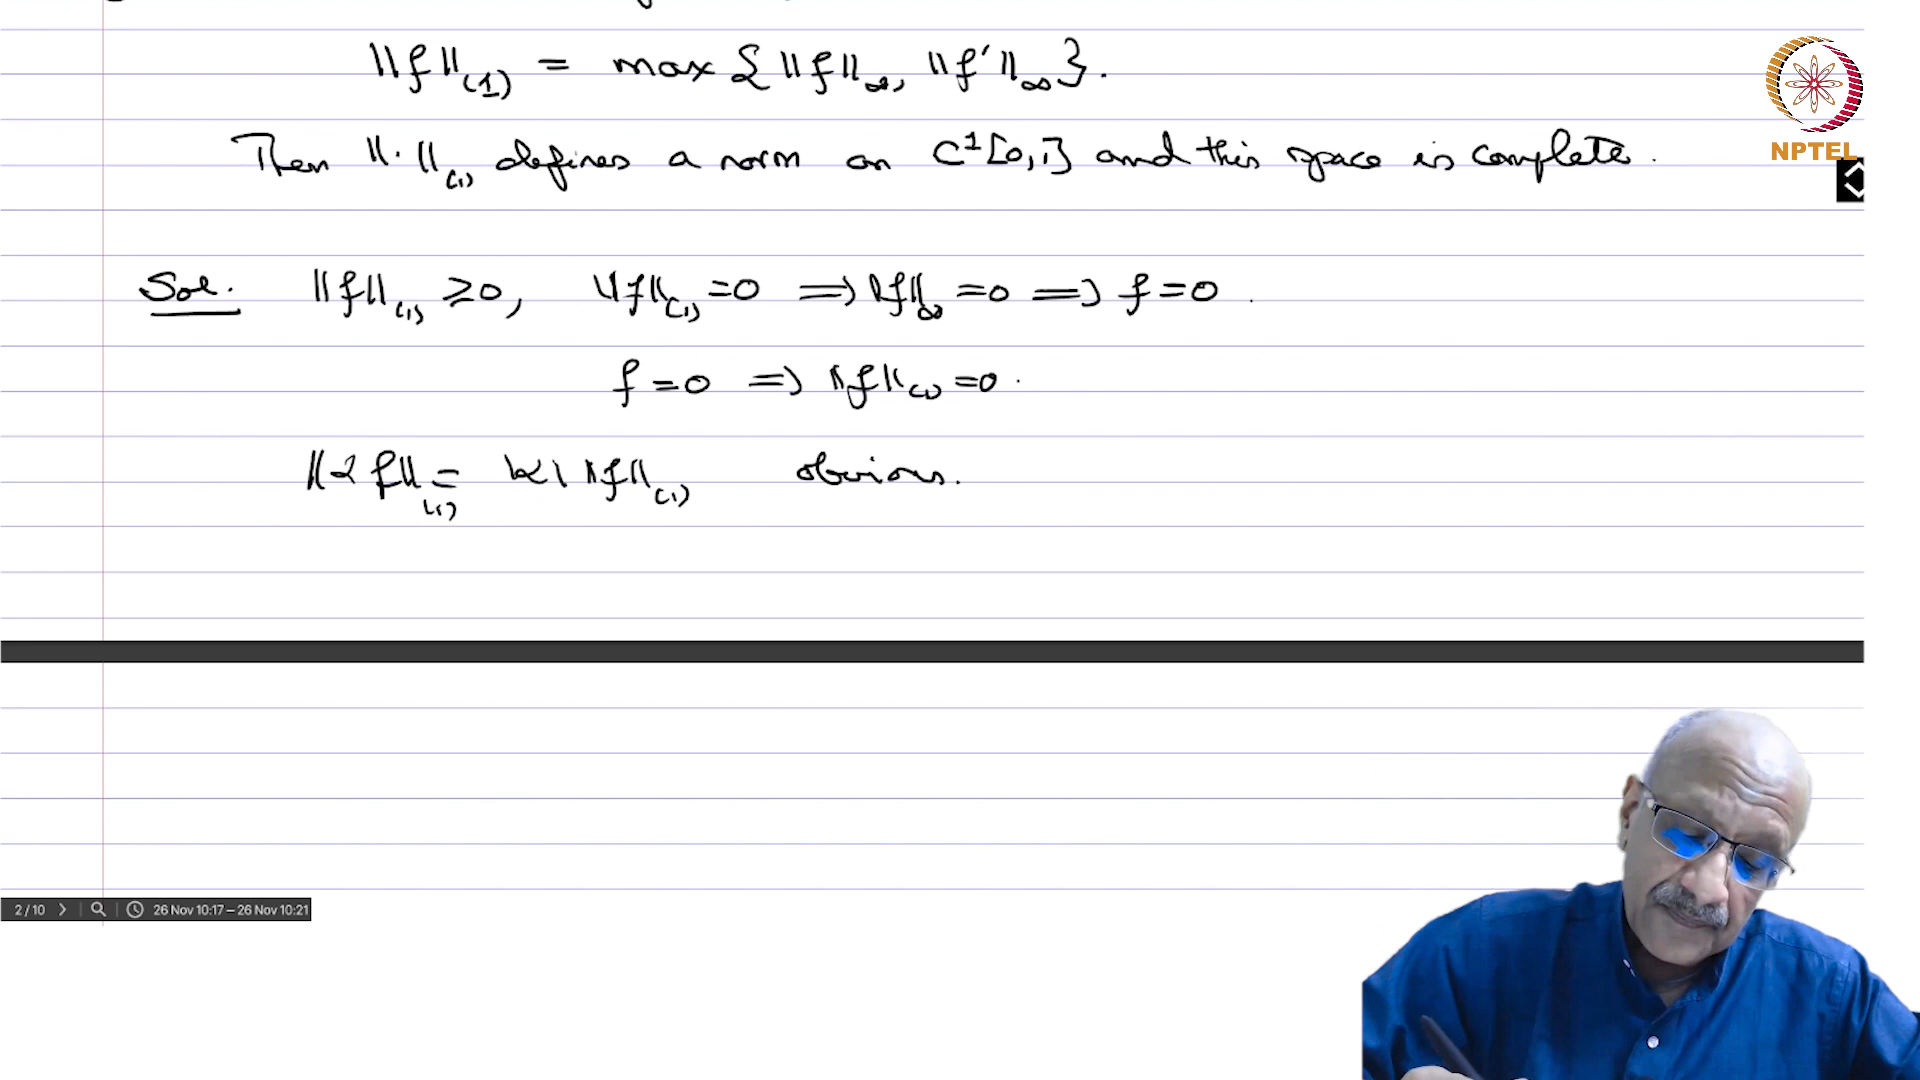 ‖f‖₍₁₎ = max {‖f‖∞, ‖f′‖∞}.
Then ‖·‖₍₁₎ defines a norm on C¹[0,1] and this space is complete.
NPTEL
Sol. ‖f‖₍₁₎ ≥ 0, ‖f‖₍₁₎ = 0 ⟹ ‖f‖∞ = 0 ⟹ f = 0.
f = 0 ⟹ ‖f‖₍₁₎ = 0.
‖αf‖₍₁₎ = |α| ‖f‖₍₁₎ obvious.
2 / 10 26 Nov 10:17 – 26 Nov 10:21